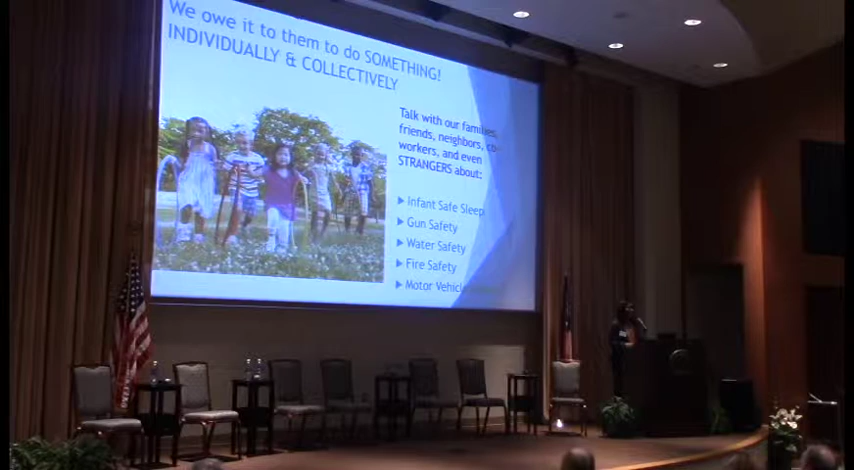 We owe it to them to do SOMETHING!
INDIVIDUALLY & COLLECTIVELY
Talk with our families,
friends, neighbors, co-
workers, and even
STRANGERS about:
Infant Safe Sleep
Gun Safety
Water Safety
Fire Safety
Motor Vehicle